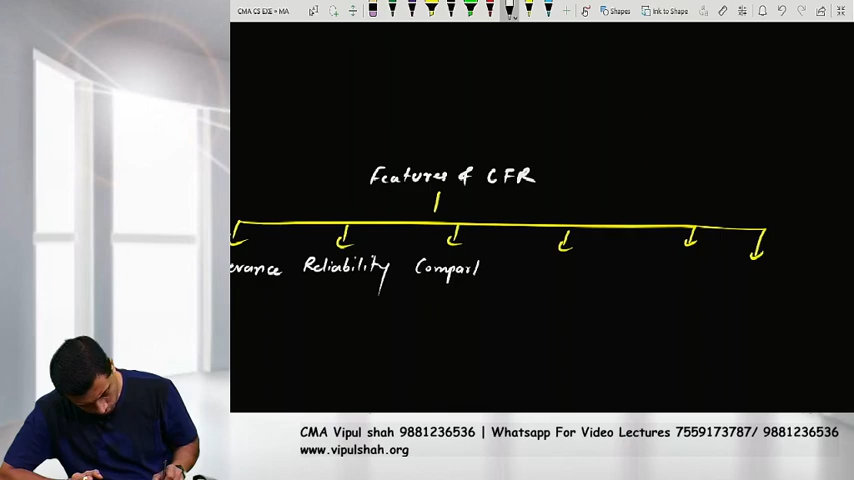 CMA CS EXE = MA
Shapes
Ink to Shape
Features of CFR
evance Reliability Compart
CMA Vipul shah 9881236536 | Whatsapp For Video Lectures 7559173787/ 9881236536
www.vipulshah.org